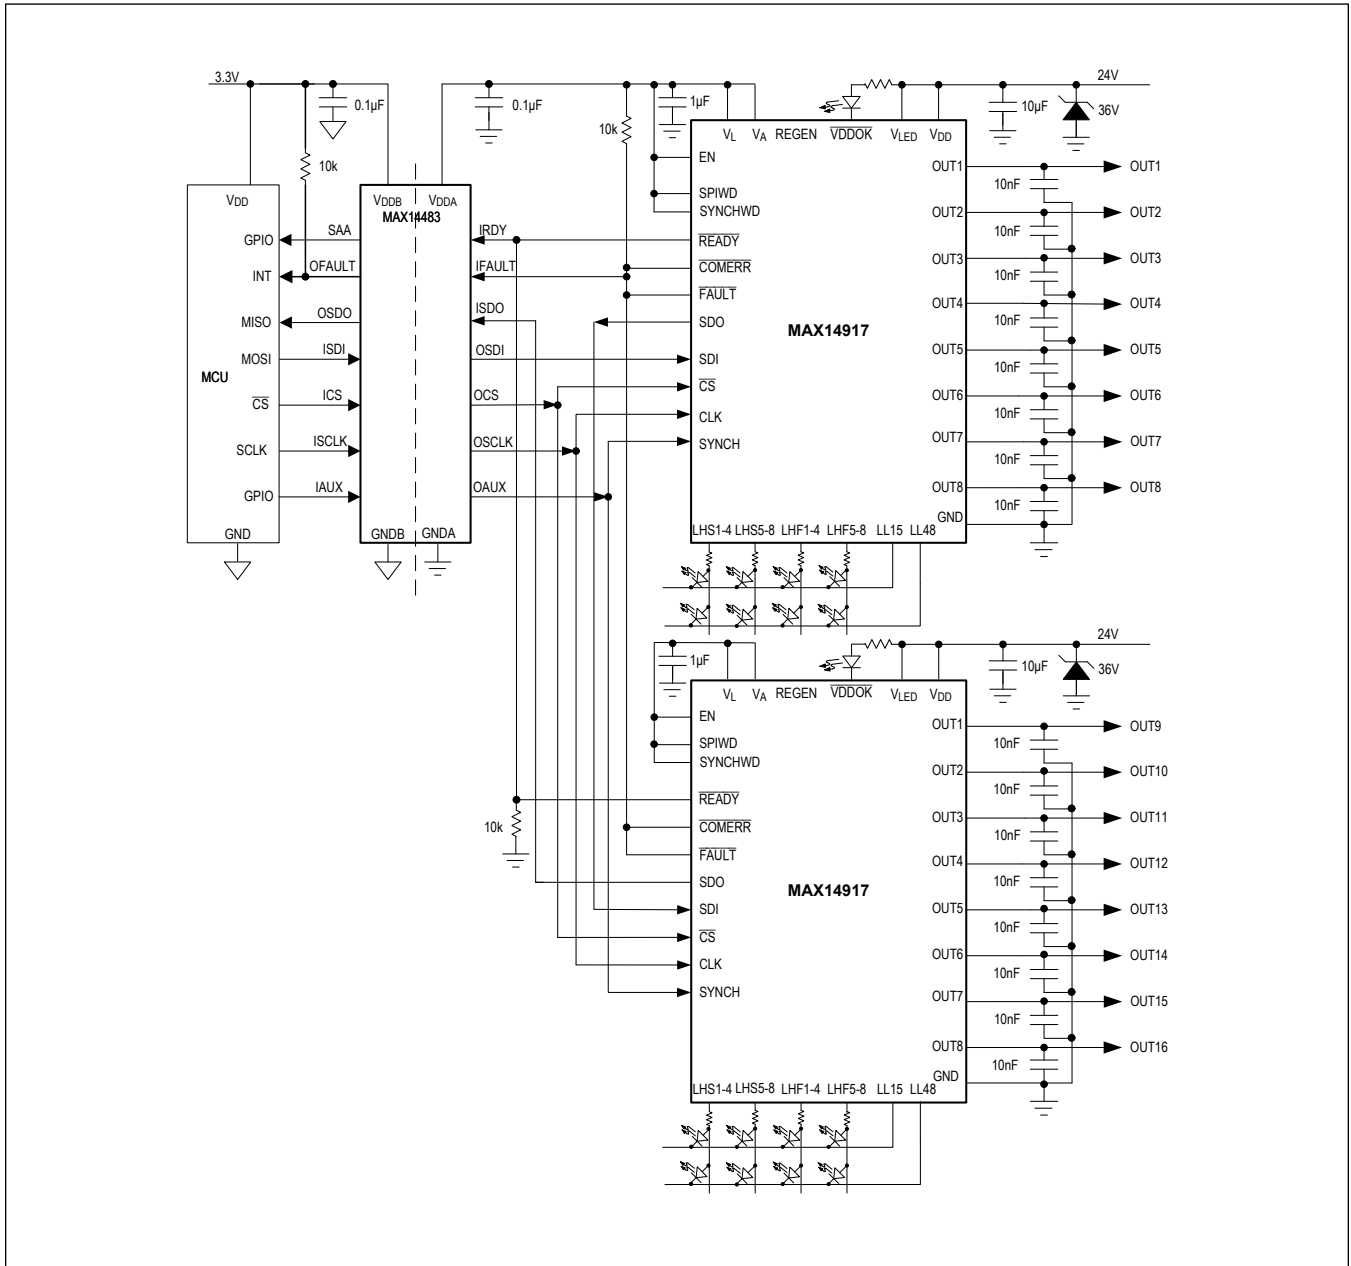 3.3V
0.1µF
0.1µF
1µF
24V
10µF
36V
10k
10k
VL VA REGEN VDDOK VLED VDD
VDD
VDDB VDDA
MAX14483
MCU
GPIO
INT
MISO
MOSI
CS
SCLK
GPIO
GND
SAA
OFAULT
OSDO
ISDI
ICS
ISCLK
IAUX
GNDB GNDA
IRDY
IFAULT
ISDO
OSDI
OCS
OSCLK
OAUX
EN
SPIWD
SYNCHWD
READY
COMERR
FAULT
SDO
SDI
CS
CLK
SYNCH
MAX14917
OUT1
OUT2
OUT3
OUT4
OUT5
OUT6
OUT7
OUT8
GND
10nF
10nF
10nF
10nF
10nF
10nF
10nF
10nF
OUT1
OUT2
OUT3
OUT4
OUT5
OUT6
OUT7
OUT8
LHS1-4 LHS5-8 LHF1-4 LHF5-8 LL15 LL48
1µF
24V
10µF
36V
VL VA REGEN VDDOK VLED VDD
10k
EN
SPIWD
SYNCHWD
READY
COMERR
FAULT
SDO
SDI
CS
CLK
SYNCH
MAX14917
OUT1
OUT2
OUT3
OUT4
OUT5
OUT6
OUT7
OUT8
GND
10nF
10nF
10nF
10nF
10nF
10nF
10nF
10nF
OUT9
OUT10
OUT11
OUT12
OUT13
OUT14
OUT15
OUT16
LHS1-4 LHS5-8 LHF1-4 LHF5-8 LL15 LL48